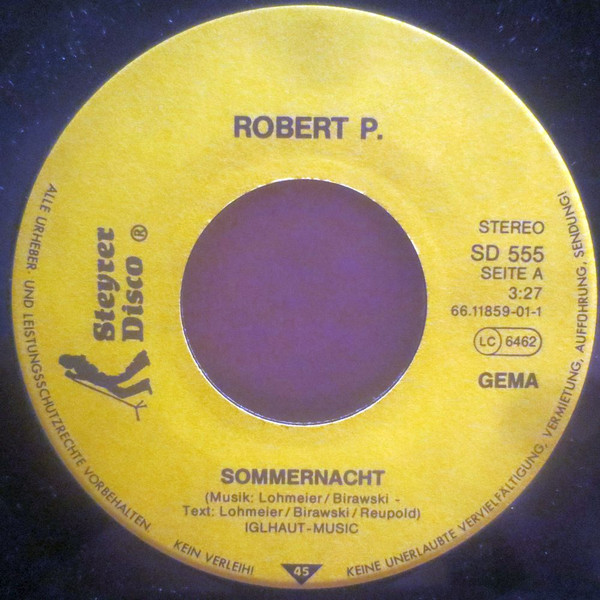 ROBERT P.
Steyrer
Disco ®
STEREO
SD 555
SEITE A
3:27
66.11859-01-1
LC 6462
GEMA
SOMMERNACHT
(Musik: Lohmeier/Birawski -
Text: Lohmeier/Birawski/Reupold)
IGLHAUT-MUSIC
45
ALLE URHEBER- UND LEISTUNGSSCHUTZRECHTE VORBEHALTEN.
KEIN VERLEIH!
KEINE UNERLAUBTE VERVIELFÄLTIGUNG, VERMIETUNG, AUFFÜHRUNG, SENDUNG!